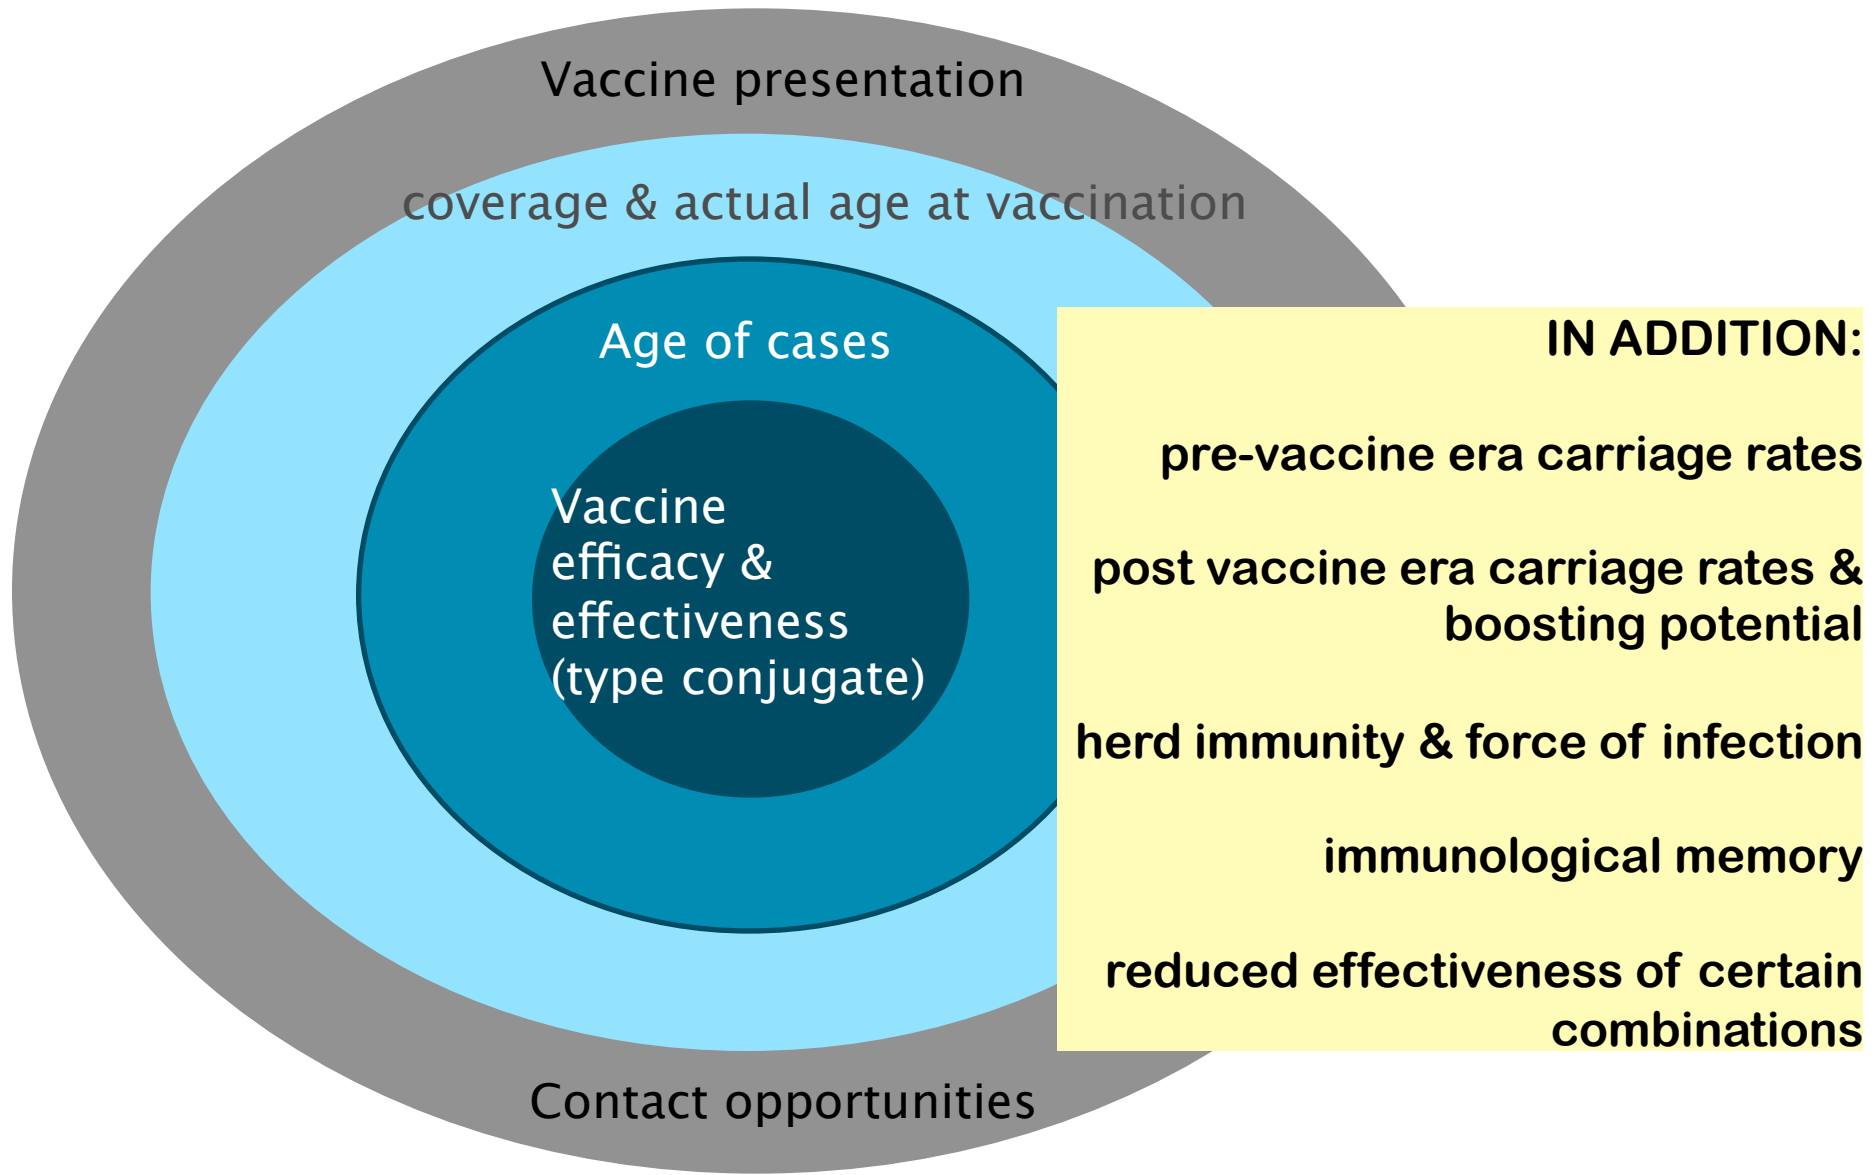 Vaccine presentation
coverage & actual age at vaccination
Age of cases
Vaccine
efficacy &
effectiveness
(type conjugate)
Contact opportunities
IN ADDITION:
pre-vaccine era carriage rates
post vaccine era carriage rates &
boosting potential
herd immunity & force of infection
immunological memory
reduced effectiveness of certain
combinations